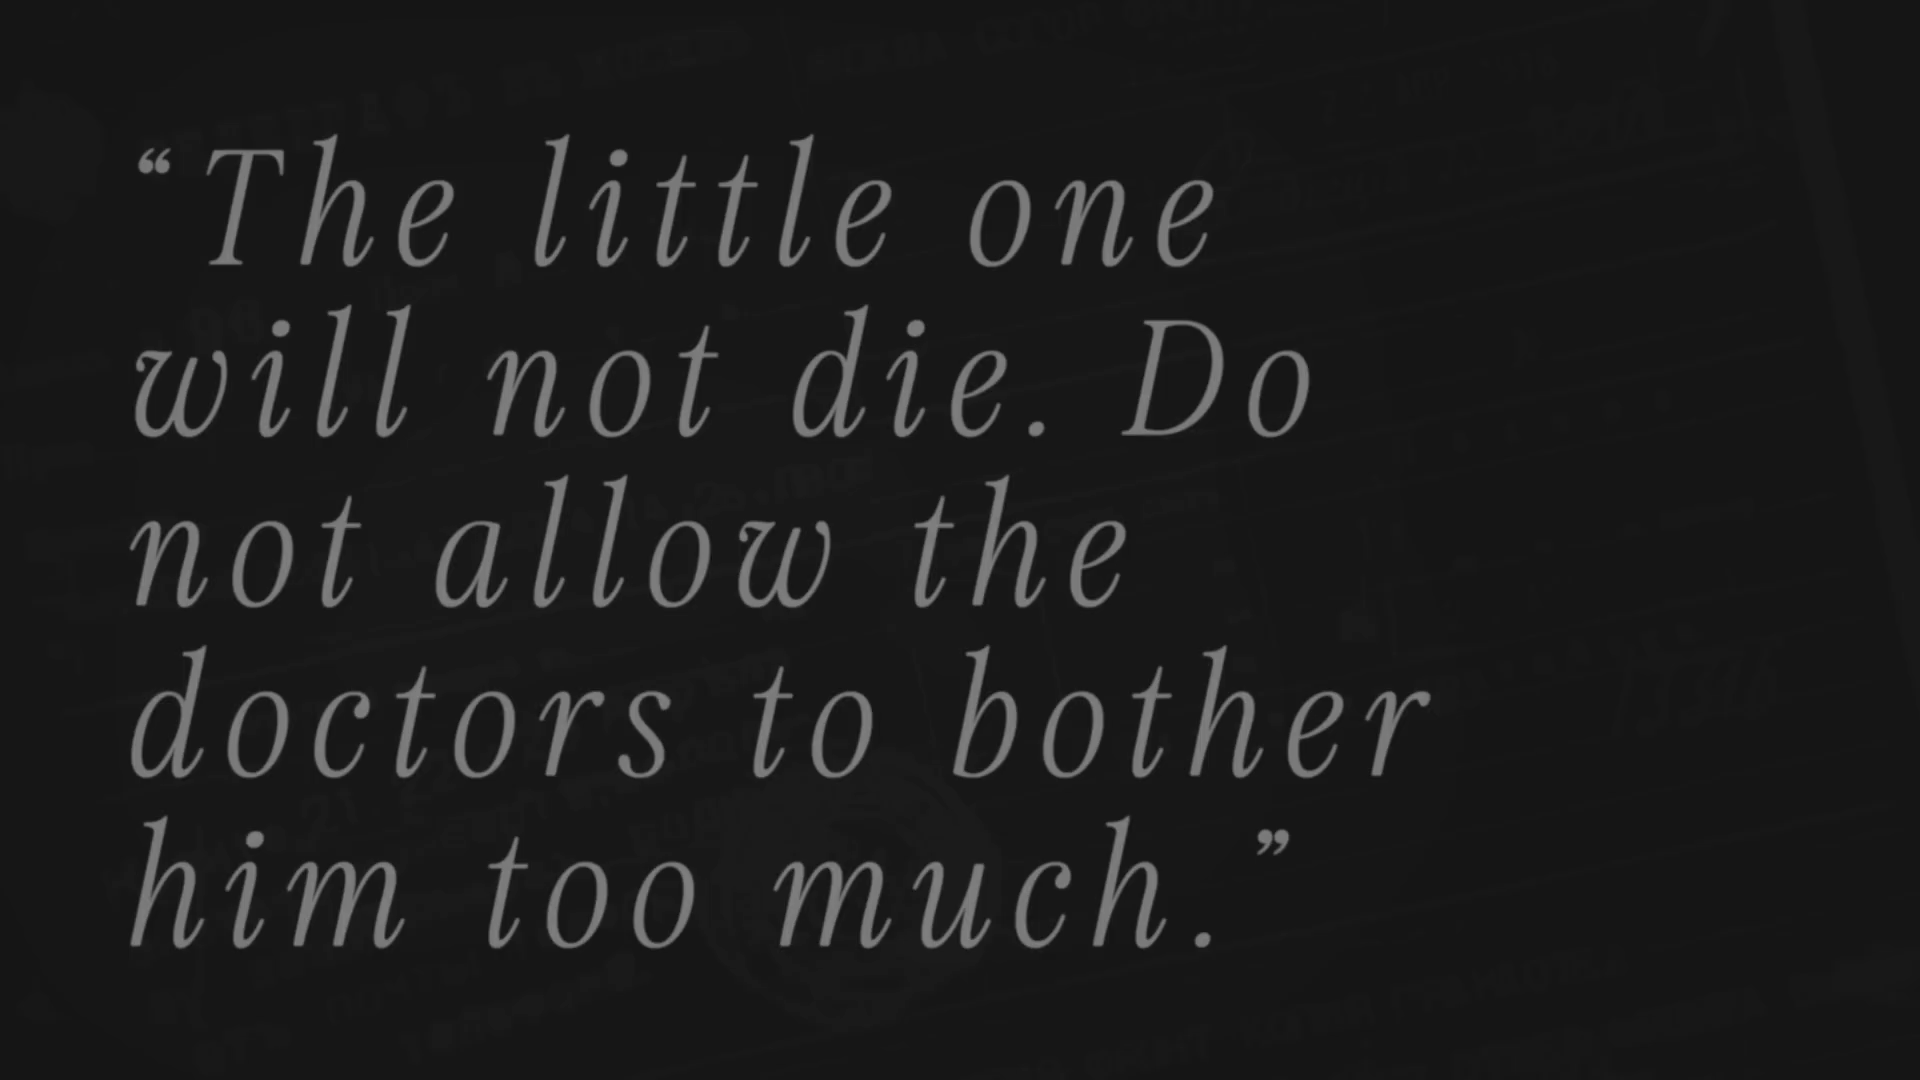 “The little one
will not die. Do
not allow the
doctors to bother
him too much.”